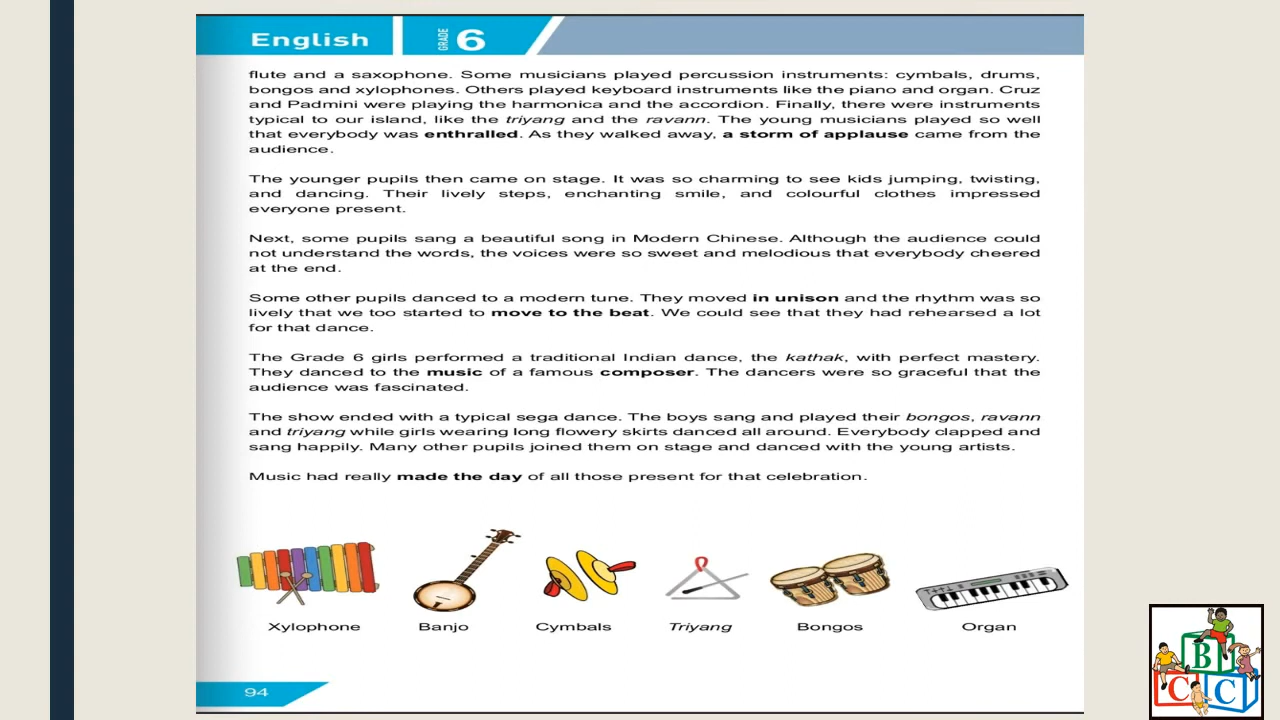 English GRADE 6
flute and a saxophone. Some musicians played percussion instruments: cymbals, drums,
bongos and xylophones. Others played keyboard instruments like the piano and organ. Cruz
and Padmini were playing the harmonica and the accordion. Finally, there were instruments
typical to our island, like the triyang and the ravann. The young musicians played so well
that everybody was enthralled. As they walked away, a storm of applause came from the
audience.
The younger pupils then came on stage. It was so charming to see kids jumping, twisting,
and dancing. Their lively steps, enchanting smile, and colourful clothes impressed
everyone present.
Next, some pupils sang a beautiful song in Modern Chinese. Although the audience could
not understand the words, the voices were so sweet and melodious that everybody cheered
at the end.
Some other pupils danced to a modern tune. They moved in unison and the rhythm was so
lively that we too started to move to the beat. We could see that they had rehearsed a lot
for that dance.
The Grade 6 girls performed a traditional Indian dance, the kathak, with perfect mastery.
They danced to the music of a famous composer. The dancers were so graceful that the
audience was fascinated.
The show ended with a typical sega dance. The boys sang and played their bongos, ravann
and triyang while girls wearing long flowery skirts danced all around. Everybody clapped and
sang happily. Many other pupils joined them on stage and danced with the young artists.
Music had really made the day of all those present for that celebration.
Xylophone Banjo Cymbals Triyang Bongos Organ
94
B
C C